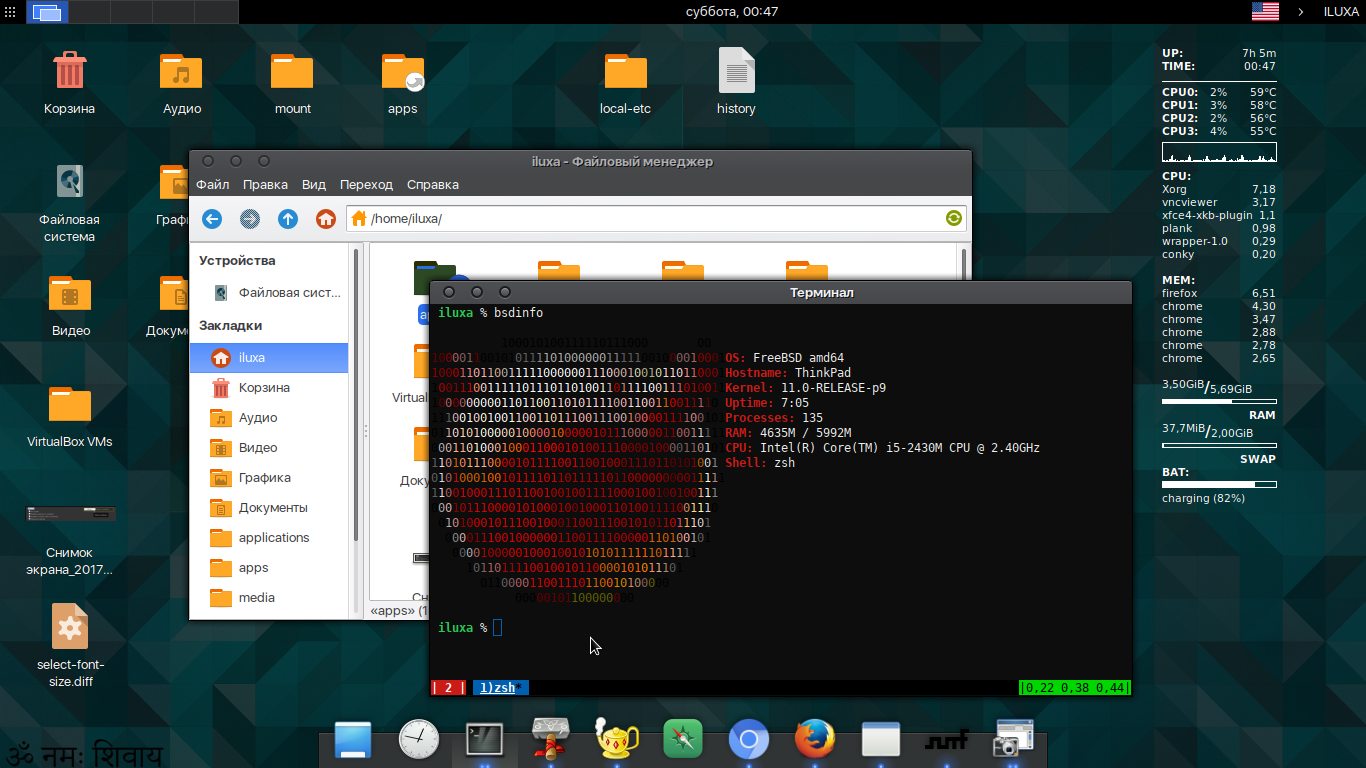 суббота, 00:47
ILUXA
Корзина
Аудио
mount
apps
local-etc
history
Файловая
система
Видео
VirtualBox VMs
Снимок
экрана_2017...
select-font-
size.diff
ॐ नमः शिवाय
iluxa - Файловый менеджер
Файл Правка Вид Переход Справка
/home/iluxa/
Устройства
Файловая сист...
Закладки
iluxa
Корзина
Аудио
Видео
Графика
Документы
applications
apps
media
«apps» (1
Терминал
iluxa % bsdinfo
OS: FreeBSD amd64
Hostname: ThinkPad
Kernel: 11.0-RELEASE-p9
Uptime: 7:05
Processes: 135
RAM: 4635M / 5992M
CPU: Intel(R) Core(TM) i5-2430M CPU @ 2.40GHz
Shell: zsh
iluxa %
| 2 | 1)zsh*
|0,22 0,38 0,44|
UP: 7h 5m
TIME: 00:47
CPU0: 2% 59°C
CPU1: 3% 58°C
CPU2: 2% 56°C
CPU3: 4% 55°C
CPU:
Xorg 7,18
vncviewer 3,17
xfce4-xkb-plugin 1,1
plank 0,98
wrapper-1.0 0,29
conky 0,20
MEM:
firefox 6,51
chrome 4,30
chrome 3,47
chrome 2,88
chrome 2,78
chrome 2,65
3,50GiB/5,69GiB
RAM
37,7MiB/2,00GiB
SWAP
BAT:
charging (82%)